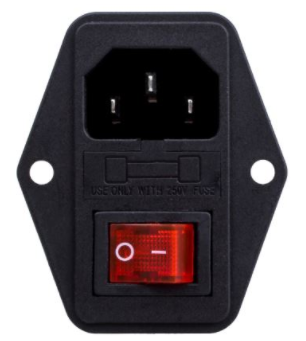 USE ONLY WITH 250V FUSE
O –